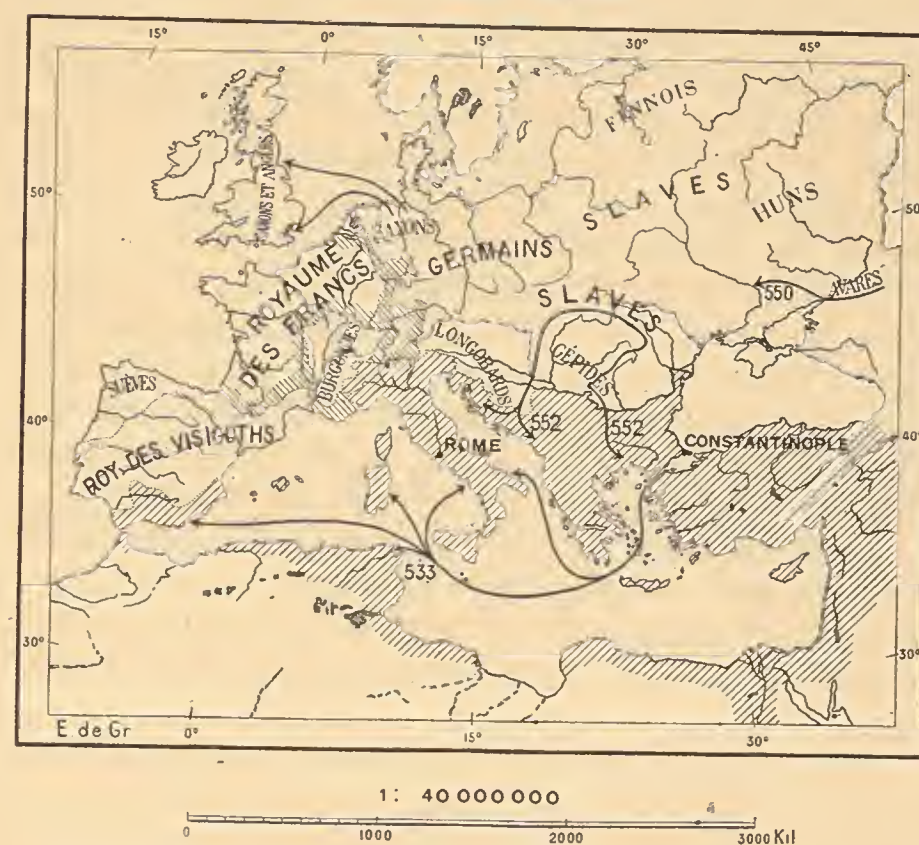 15° 0° 15° 30° 45°
FINNOIS
50° SAXONS ET ANGLES SLAVES HUNS 50°
SAXONS
ROYAUME DES FRANCS
GERMAINS
AVARES
550
SLAVES
LONGOBARDS
GÉPIDES
BURGONDES
SUÈVES
40° 552 552 40°
ROME CONSTANTINOPLE
ROY. DES VISIGOTHS
533
30° 30°
E. de Gr 0° 15° 30°
1: 40 000 000
0 1000 2000 3000 Kil